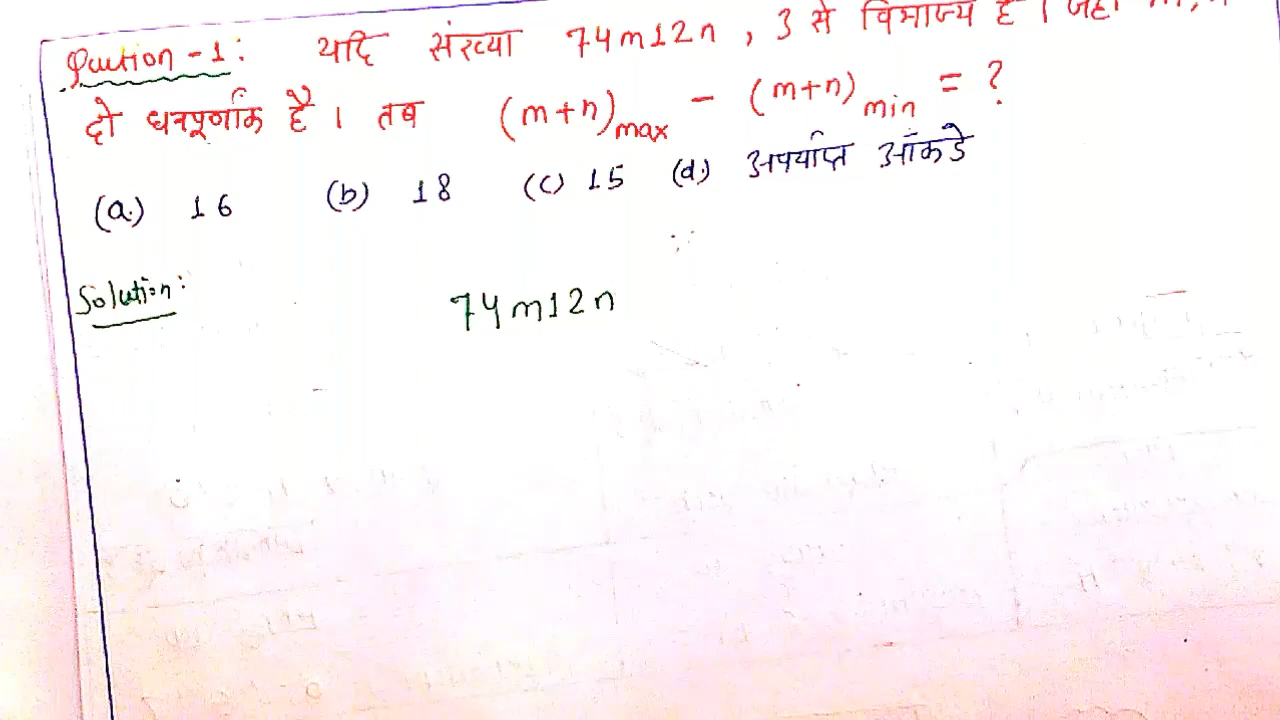 Question - 1: यदि संख्या 74m12n , 3 से विभाज्य है । जहां
दो धनपूर्णांक है । तब (m+n)max - (m+n)min = ?
(a.) 16 (b) 18 (c) 15 (d.) अपर्याप्त आँकडे
Solution:
74m12n